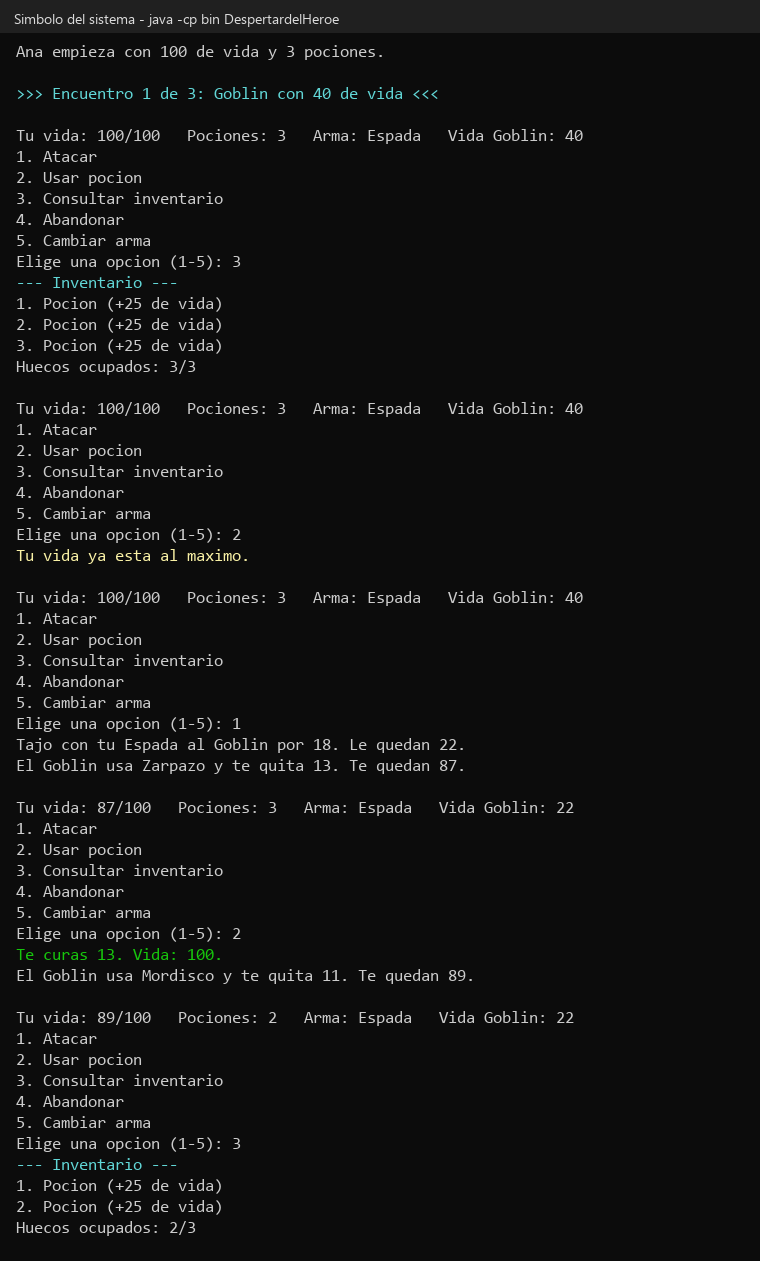 Simbolo del sistema - java -cp bin DespertardelHeroe
Ana empieza con 100 de vida y 3 pociones.
>>> Encuentro 1 de 3: Goblin con 40 de vida <<<
Tu vida: 100/100   Pociones: 3   Arma: Espada   Vida Goblin: 40
1. Atacar
2. Usar pocion
3. Consultar inventario
4. Abandonar
5. Cambiar arma
Elige una opcion (1-5): 3
--- Inventario ---
1. Pocion (+25 de vida)
2. Pocion (+25 de vida)
3. Pocion (+25 de vida)
Huecos ocupados: 3/3
Tu vida: 100/100   Pociones: 3   Arma: Espada   Vida Goblin: 40
1. Atacar
2. Usar pocion
3. Consultar inventario
4. Abandonar
5. Cambiar arma
Elige una opcion (1-5): 2
Tu vida ya esta al maximo.
Tu vida: 100/100   Pociones: 3   Arma: Espada   Vida Goblin: 40
1. Atacar
2. Usar pocion
3. Consultar inventario
4. Abandonar
5. Cambiar arma
Elige una opcion (1-5): 1
Tajo con tu Espada al Goblin por 18. Le quedan 22.
El Goblin usa Zarpazo y te quita 13. Te quedan 87.
Tu vida: 87/100   Pociones: 3   Arma: Espada   Vida Goblin: 22
1. Atacar
2. Usar pocion
3. Consultar inventario
4. Abandonar
5. Cambiar arma
Elige una opcion (1-5): 2
Te curas 13. Vida: 100.
El Goblin usa Mordisco y te quita 11. Te quedan 89.
Tu vida: 89/100   Pociones: 2   Arma: Espada   Vida Goblin: 22
1. Atacar
2. Usar pocion
3. Consultar inventario
4. Abandonar
5. Cambiar arma
Elige una opcion (1-5): 3
--- Inventario ---
1. Pocion (+25 de vida)
2. Pocion (+25 de vida)
Huecos ocupados: 2/3